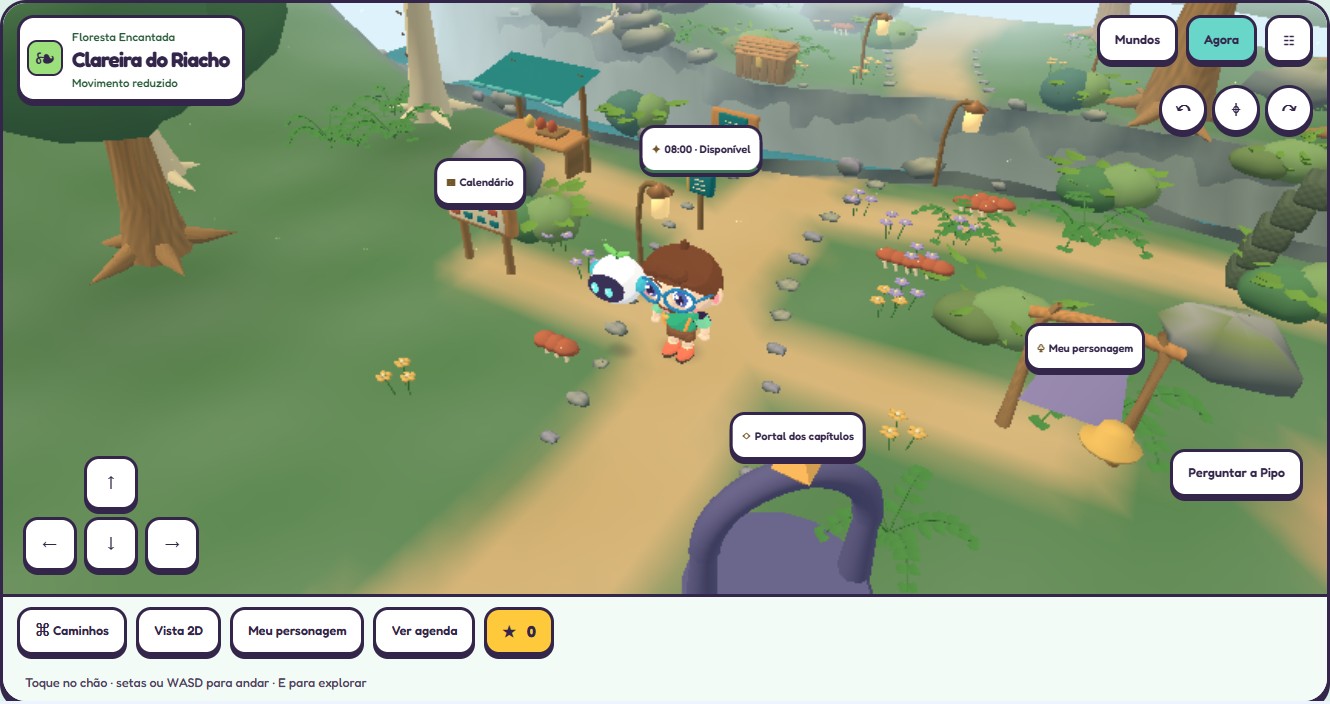 Floresta Encantada
Clareira do Riacho
Movimento reduzido
Mundos
Agora
08:00 · Disponível
Calendário
Meu personagem
Portal dos capítulos
Perguntar a Pipo
↑
← ↓ →
⌘ Caminhos
Vista 2D
Meu personagem
Ver agenda
★ 0
Toque no chão · setas ou WASD para andar · E para explorar